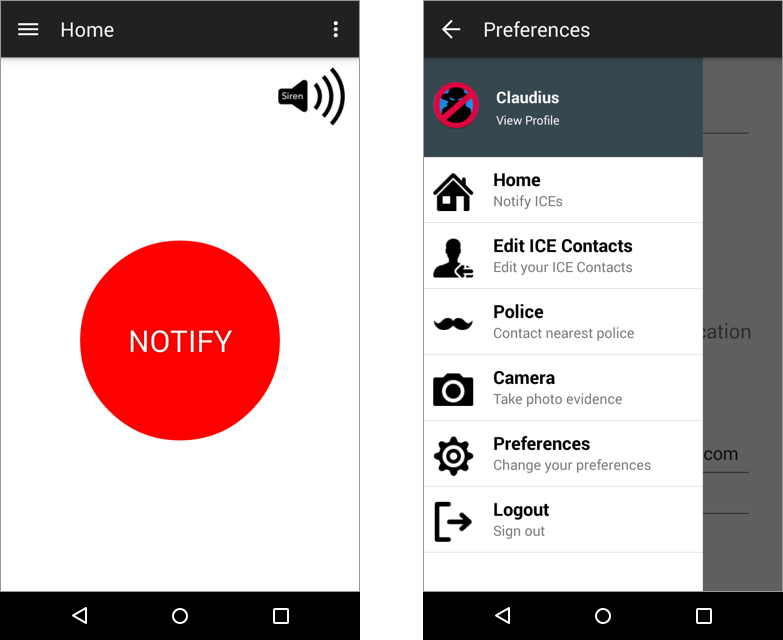 Home
Siren
NOTIFY
Preferences
Claudius
View Profile
Home
Notify ICEs
Edit ICE Contacts
Edit your ICE Contacts
Police
Contact nearest police
cation
Camera
Take photo evidence
Preferences
Change your preferences
com
Logout
Sign out